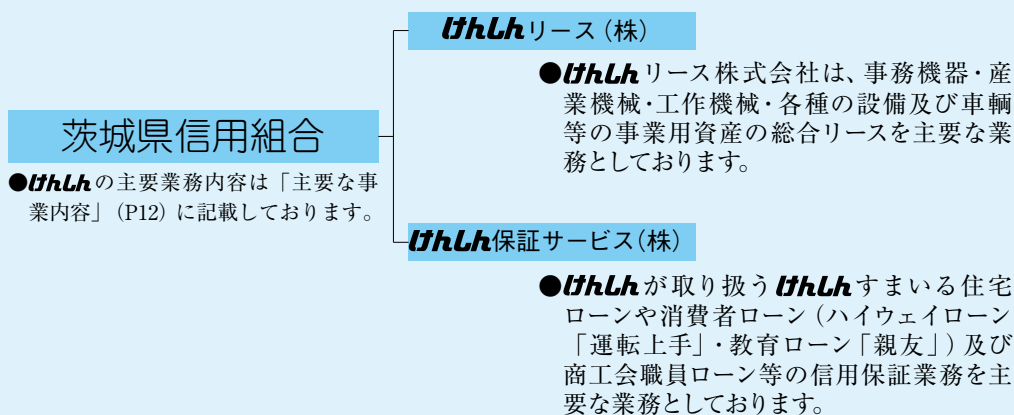 茨城県信用組合
●けんしんの主要業務内容は「主要な事
業内容」(P12)に記載しております。
けんしんリース(株)
●けんしんリース株式会社は、事務機器・産
業機械・工作機械・各種の設備及び車輌
等の事業用資産の総合リースを主要な業
務としております。
けんしん保証サービス(株)
●けんしんが取り扱うけんしんすまいる住宅
ローンや消費者ローン(ハイウェイローン
「運転上手」・教育ローン「親友」)及び
商工会職員ローン等の信用保証業務を主
要な業務としております。